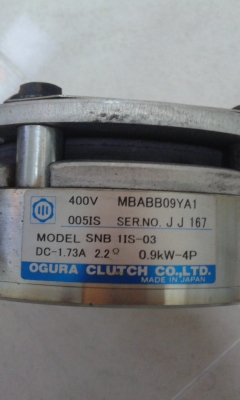 400V MBABB09YA1
005IS SER.NO. J J 167
MODEL SNB 1IS-03
DC-1.73A 2.2Ω 0.9kW-4P
OGURA CLUTCH CO.,LTD.
MADE IN JAPAN